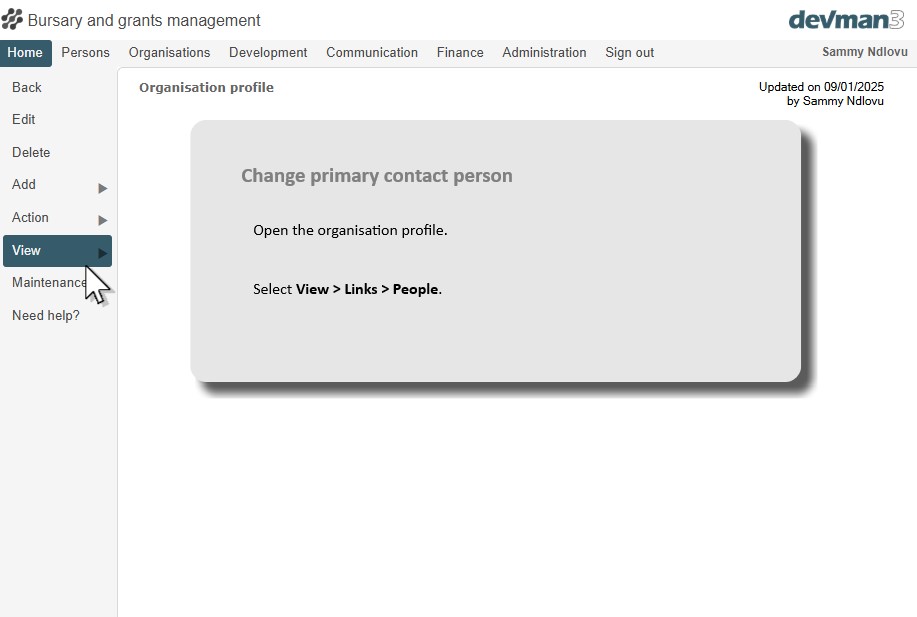 Bursary and grants management
devman3
Home Persons Organisations Development Communication Finance Administration Sign out Sammy Ndlovu
Back
Edit
Delete
Add
Action
View
Maintenance
Need help?
Organisation profile
Updated on 09/01/2025
by Sammy Ndlovu
Change primary contact person
Open the organisation profile.
Select View > Links > People.